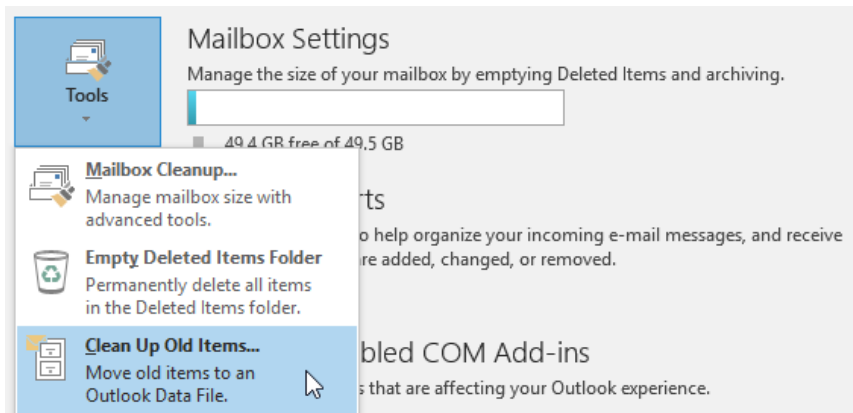 Mailbox Settings
Manage the size of your mailbox by emptying Deleted Items and archiving.
Tools
49.4 GB free of 49.5 GB
Mailbox Cleanup...
Manage mailbox size with
advanced tools.
rts
o help organize your incoming e-mail messages, and receive
re added, changed, or removed.
Empty Deleted Items Folder
Permanently delete all items
in the Deleted Items folder.
Clean Up Old Items...
Move old items to an
Outlook Data File.
bled COM Add-ins
s that are affecting your Outlook experience.